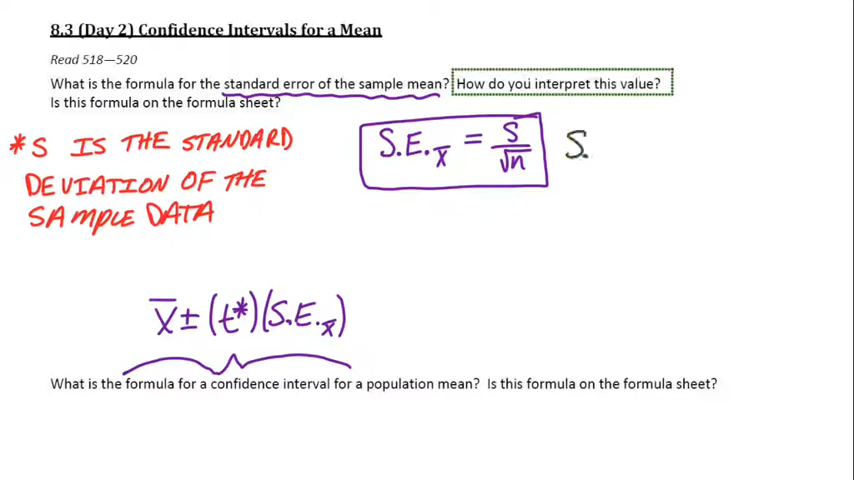 8.3 (Day 2) Confidence Intervals for a Mean
Read 518—520
What is the formula for the standard error of the sample mean? How do you interpret this value?
Is this formula on the formula sheet?
*S IS THE STANDARD
DEVIATION OF THE
SAMPLE DATA
S.E.x̅ = s/√n
S.
x̅ ± (t*)(S.E.x̅)
What is the formula for a confidence interval for a population mean? Is this formula on the formula sheet?